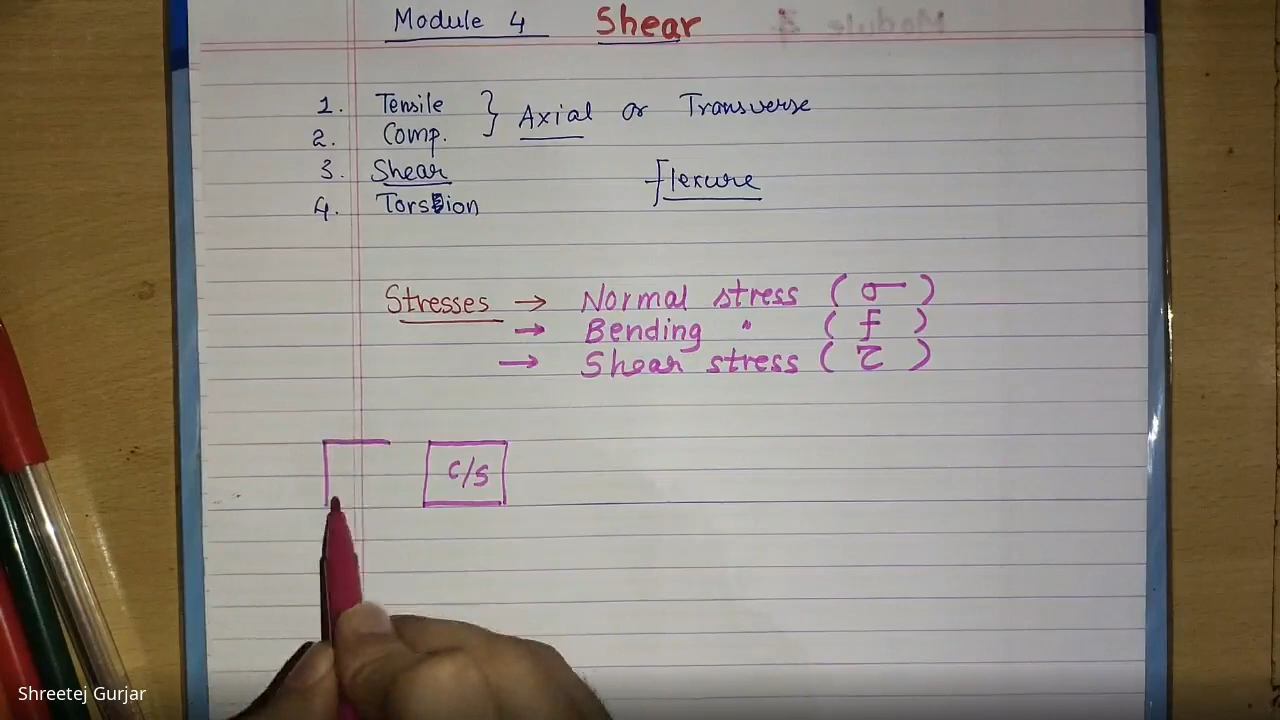 Module 4 Shear
1. Tensile } Axial or Transverse
2. Comp.
3. Shear flexure
4. Torsion
Stresses → Normal stress (σ)
→ Bending " (f)
→ Shear stress (τ)
C/S
Shreetej Gurjar